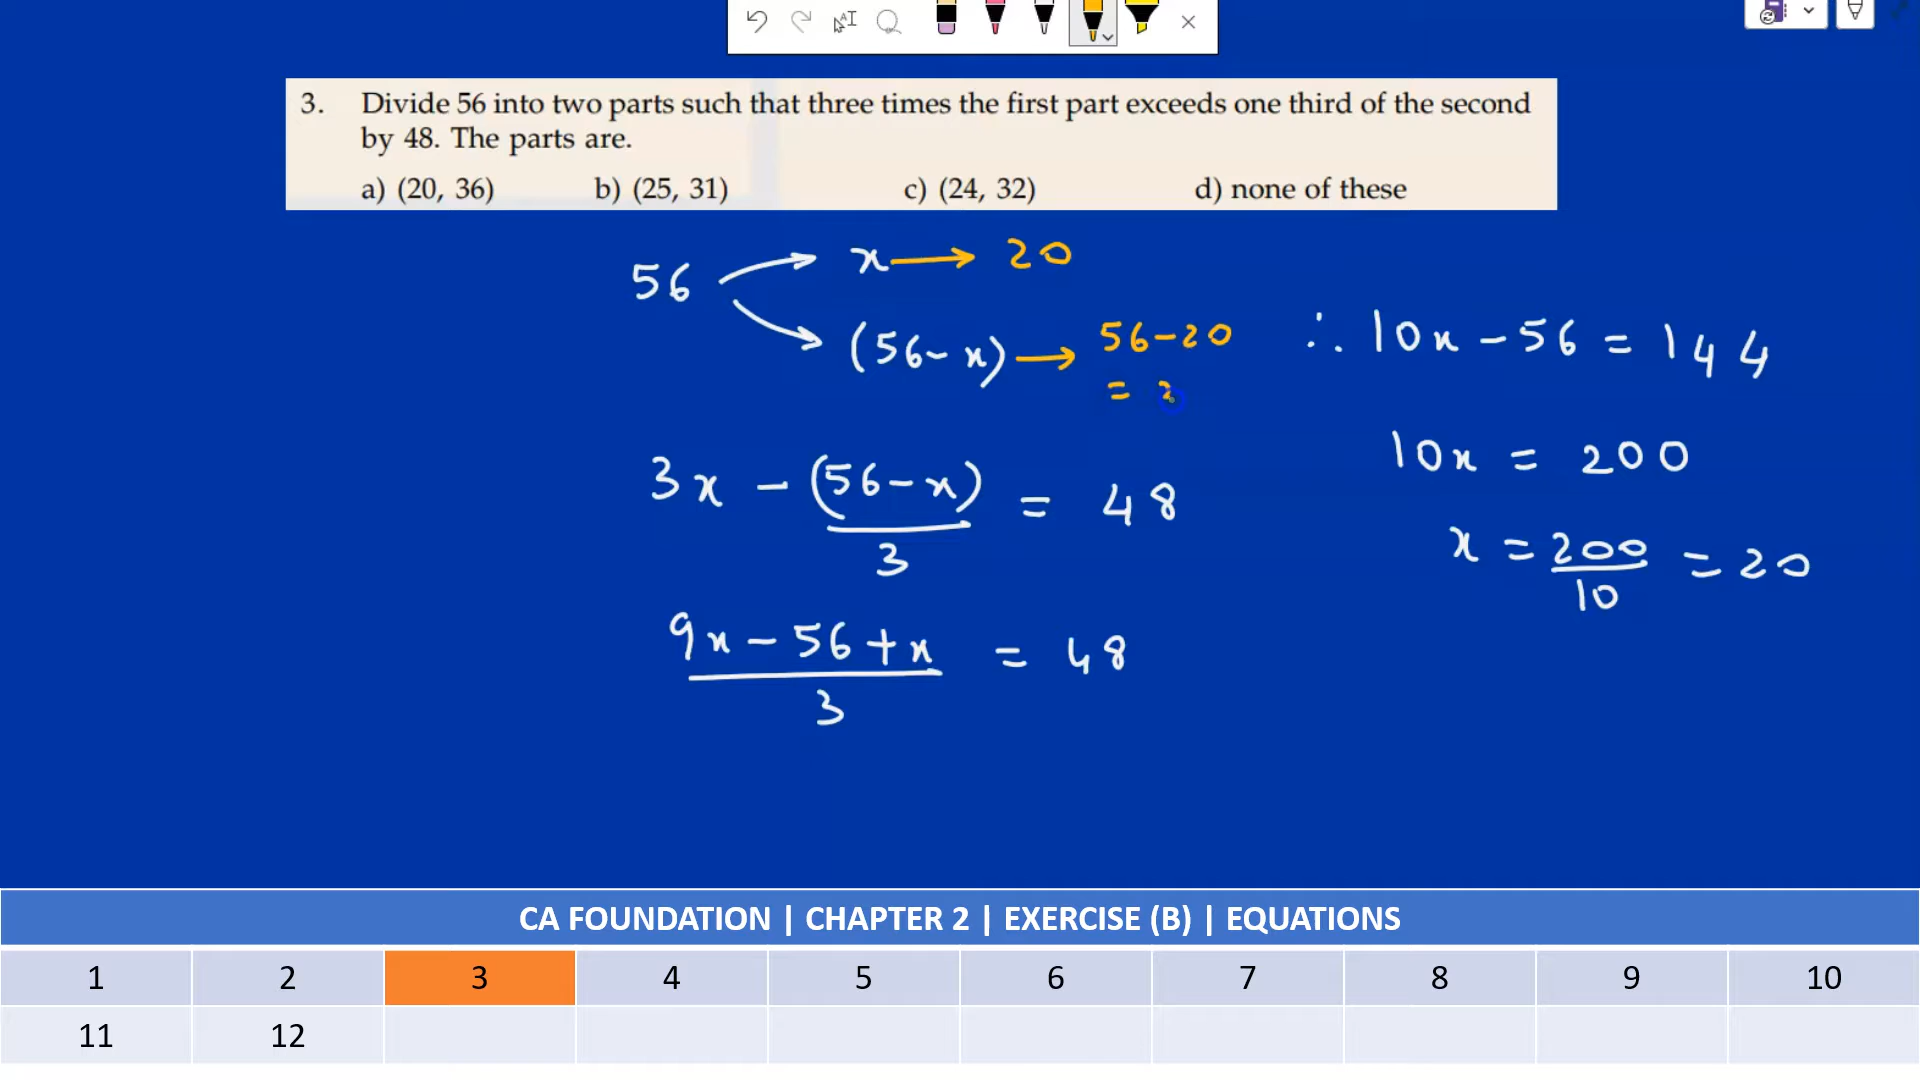 3. Divide 56 into two parts such that three times the first part exceeds one third of the second
by 48. The parts are.
a) (20, 36) b) (25, 31) c) (24, 32) d) none of these
56
x → 20
(56-x) → 56-20
=
3x - (56-x)/3 = 48
(9x - 56 + x)/3 = 48
∴ 10x - 56 = 144
10x = 200
x = 200/10 = 20
CA FOUNDATION | CHAPTER 2 | EXERCISE (B) | EQUATIONS
1 2 3 4 5 6 7 8 9 10
11 12